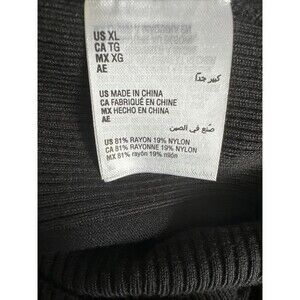 US XL
CA TG
MX XG
AE كبير جدًا
US MADE IN CHINA
CA FABRIQUÉ EN CHINE
MX HECHO EN CHINA
AE
صنع في الصين
US 81% RAYON 19% NYLON
CA 81% RAYONNE 19% NYLON
MX 81% rayón 19% nilón